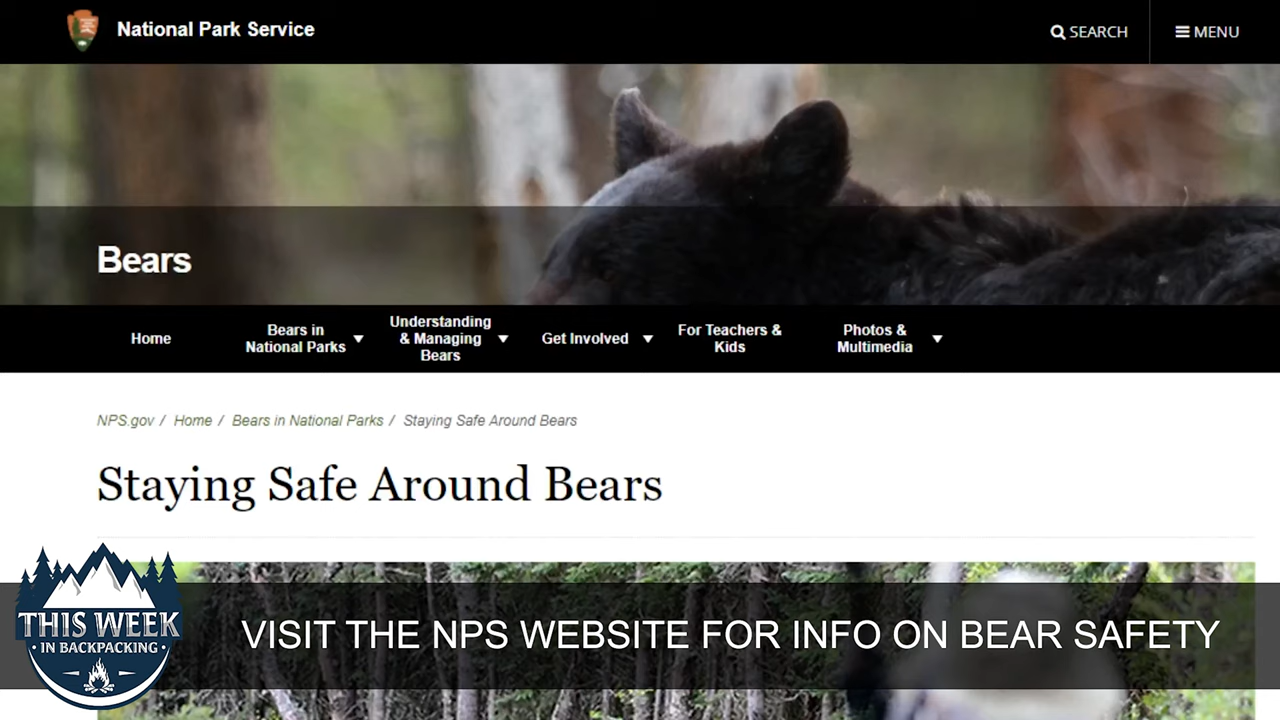 National Park Service
SEARCH
MENU
Bears
Home
Bears in
National Parks
Understanding
& Managing
Bears
Get Involved
For Teachers &
Kids
Photos &
Multimedia
NPS.gov / Home / Bears in National Parks / Staying Safe Around Bears
Staying Safe Around Bears
THIS WEEK
· IN BACKPACKING ·
VISIT THE NPS WEBSITE FOR INFO ON BEAR SAFETY